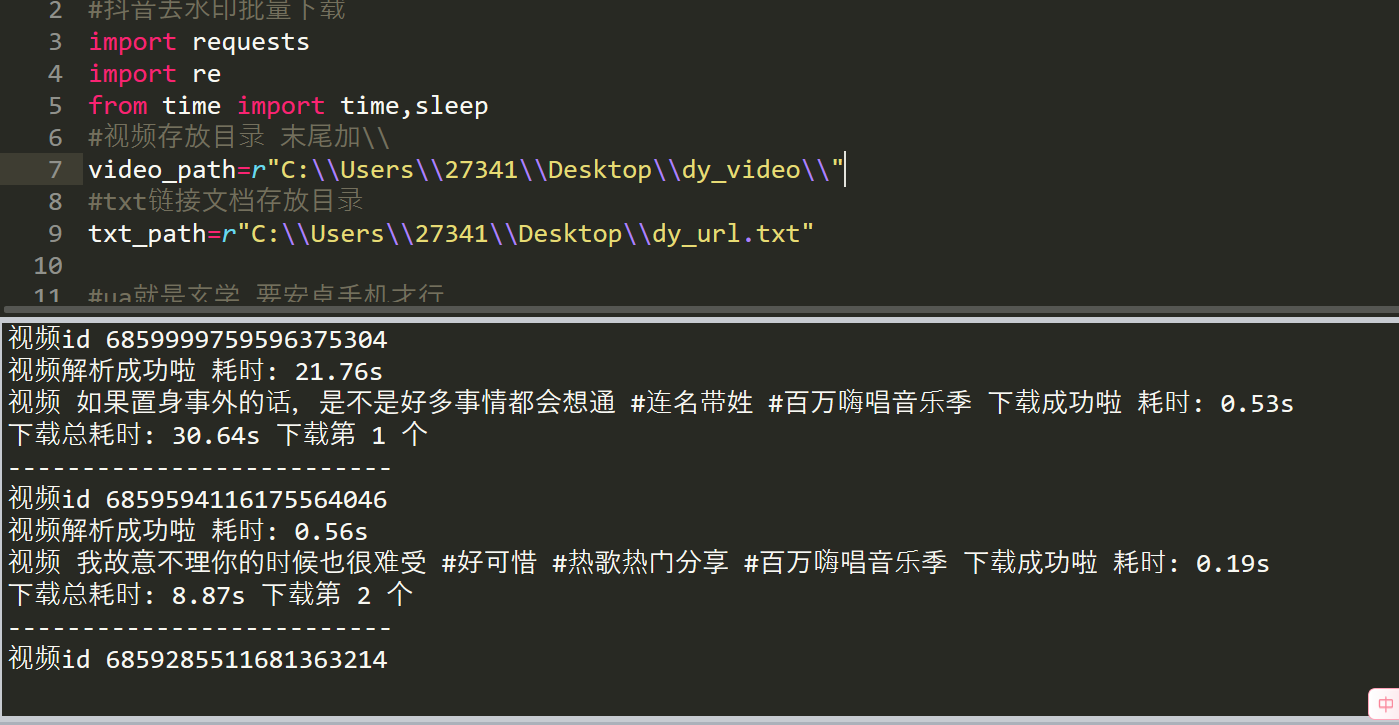 2 #抖音去水印批量下载
3 import requests
4 import re
5 from time import time,sleep
6 #视频存放目录 末尾加\\
7 video_path=r"C:\\Users\\27341\\Desktop\\dy_video\\"
8 #txt链接文档存放目录
9 txt_path=r"C:\\Users\\27341\\Desktop\\dy_url.txt"
10
11 #ua就是玄学 要安卓手机才行
视频id 6859999759596375304
视频解析成功啦 耗时: 21.76s
视频 如果置身事外的话, 是不是好多事情都会想通 #连名带姓 #百万嗨唱音乐季 下载成功啦 耗时: 0.53s
下载总耗时: 30.64s 下载第 1 个
--------------------------
视频id 6859594116175564046
视频解析成功啦 耗时: 0.56s
视频 我故意不理你的时候也很难受 #好可惜 #热歌热门分享 #百万嗨唱音乐季 下载成功啦 耗时: 0.19s
下载总耗时: 8.87s 下载第 2 个
--------------------------
视频id 6859285511681363214
中